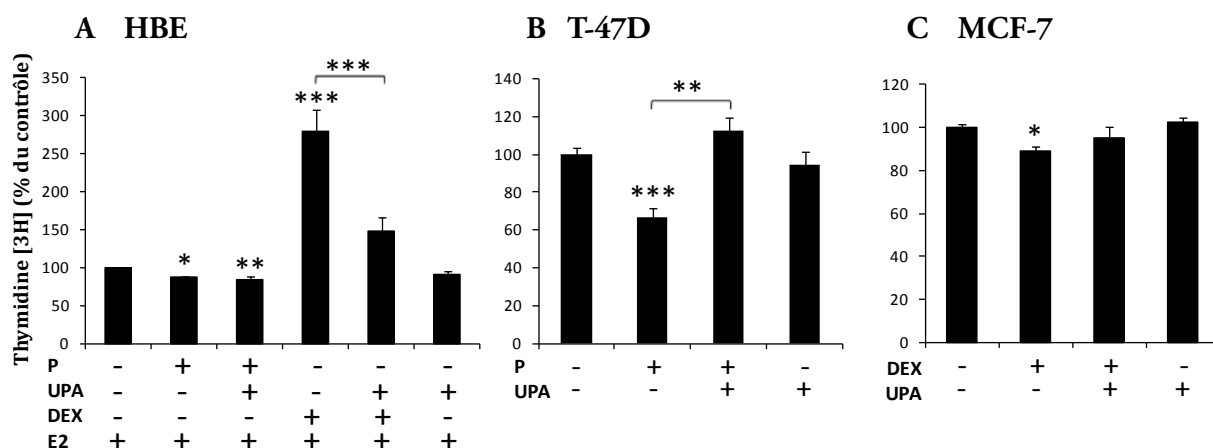 A HBE
B T-47D
C MCF-7
Thymidine [3H] (% du contrôle)
350
300
250
200
150
100
50
0
*
**
***
***
P - + + - - -
UPA - - + - + +
DEX - - - + + -
E2 + + + + + +
140
120
100
80
60
40
20
0
***
**
P - + + -
UPA - - + +
120
100
80
60
40
20
0
*
DEX - + + -
UPA - - + +